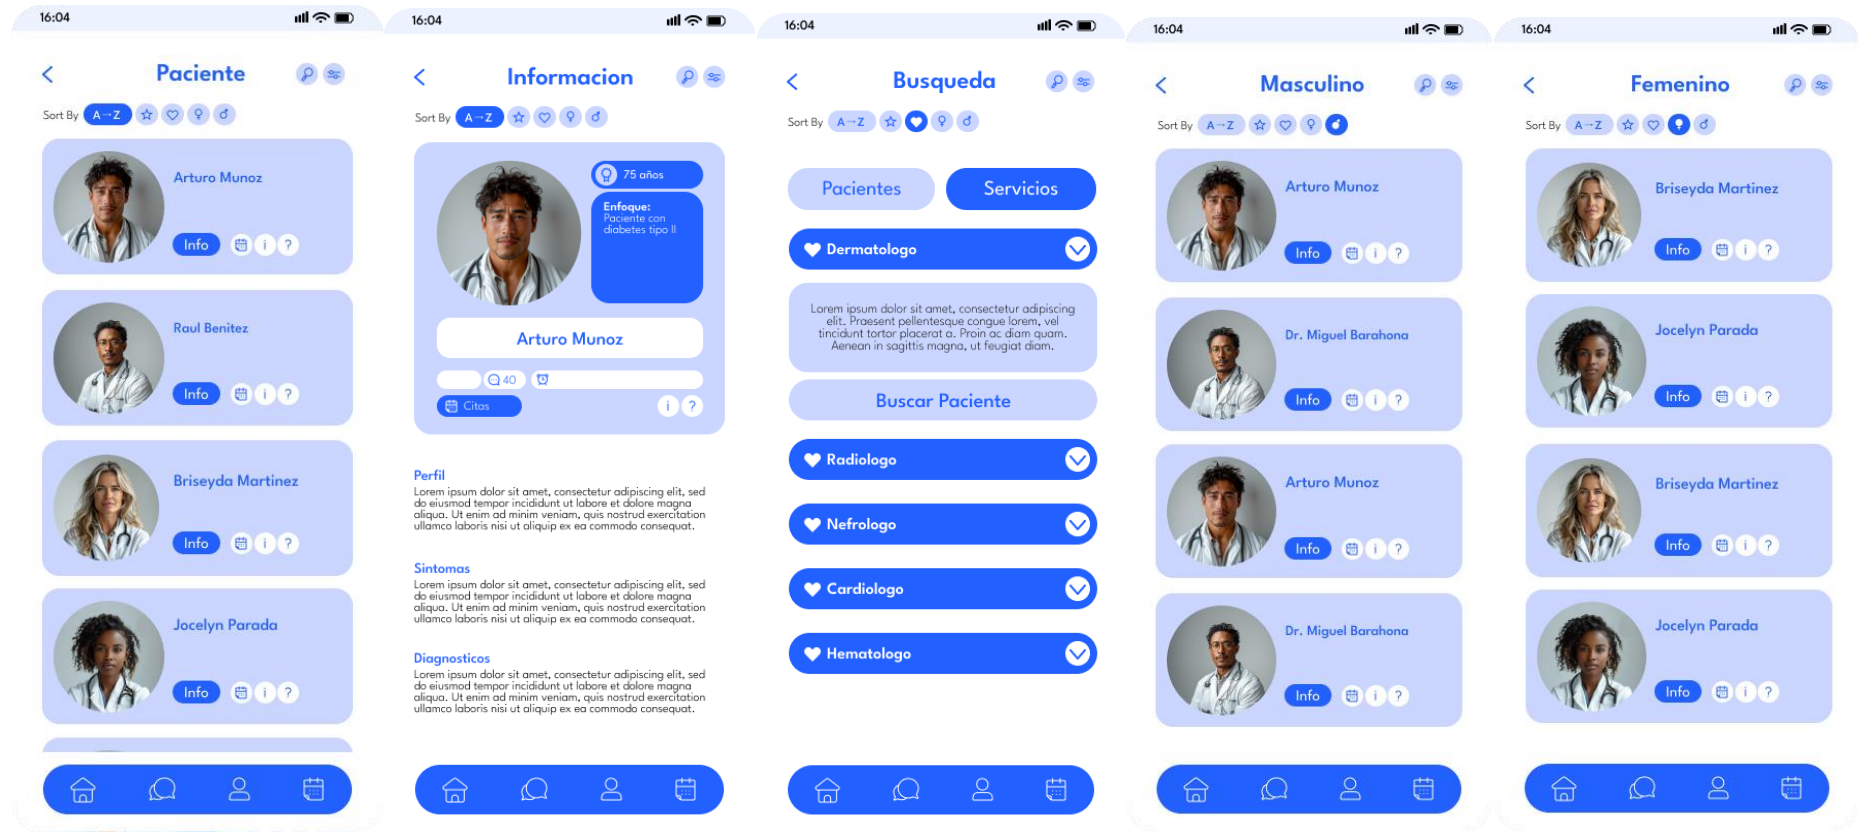 16:04
Paciente
Sort By A→Z
Arturo Munoz
Info i ?
Raul Benitez
Info i ?
Briseyda Martinez
Info i ?
Jocelyn Parada
Info i ?
16:04
Informacion
Sort By A→Z
75 años
Enfoque:
Paciente con
diabetes tipo II
Arturo Munoz
40
Citas i ?
Perfil
Lorem ipsum dolor sit amet, consectetur adipiscing elit, sed
do eiusmod tempor incididunt ut labore et dolore magna
aliqua. Ut enim ad minim veniam, quis nostrud exercitation
ullamco laboris nisi ut aliquip ex ea commodo consequat.
Sintomas
Lorem ipsum dolor sit amet, consectetur adipiscing elit, sed
do eiusmod tempor incididunt ut labore et dolore magna
aliqua. Ut enim ad minim veniam, quis nostrud exercitation
ullamco laboris nisi ut aliquip ex ea commodo consequat.
Diagnosticos
Lorem ipsum dolor sit amet, consectetur adipiscing elit, sed
do eiusmod tempor incididunt ut labore et dolore magna
aliqua. Ut enim ad minim veniam, quis nostrud exercitation
ullamco laboris nisi ut aliquip ex ea commodo consequat.
16:04
Busqueda
Sort By A→Z
Pacientes Servicios
Dermatologo
Lorem ipsum dolor sit amet, consectetur adipiscing
elit. Praesent pellentesque congue lorem, vel
tincidunt tortor placerat a. Proin ac diam quam.
Aenean in sagittis magna, ut feugiat diam.
Buscar Paciente
Radiologo
Nefrologo
Cardiologo
Hematologo
16:04
Masculino
Sort By A→Z
Arturo Munoz
Info i ?
Dr. Miguel Barahona
Info i ?
Arturo Munoz
Info i ?
Dr. Miguel Barahona
Info i ?
16:04
Femenino
Sort By A→Z
Briseyda Martinez
Info i ?
Jocelyn Parada
Info i ?
Briseyda Martinez
Info i ?
Jocelyn Parada
Info i ?